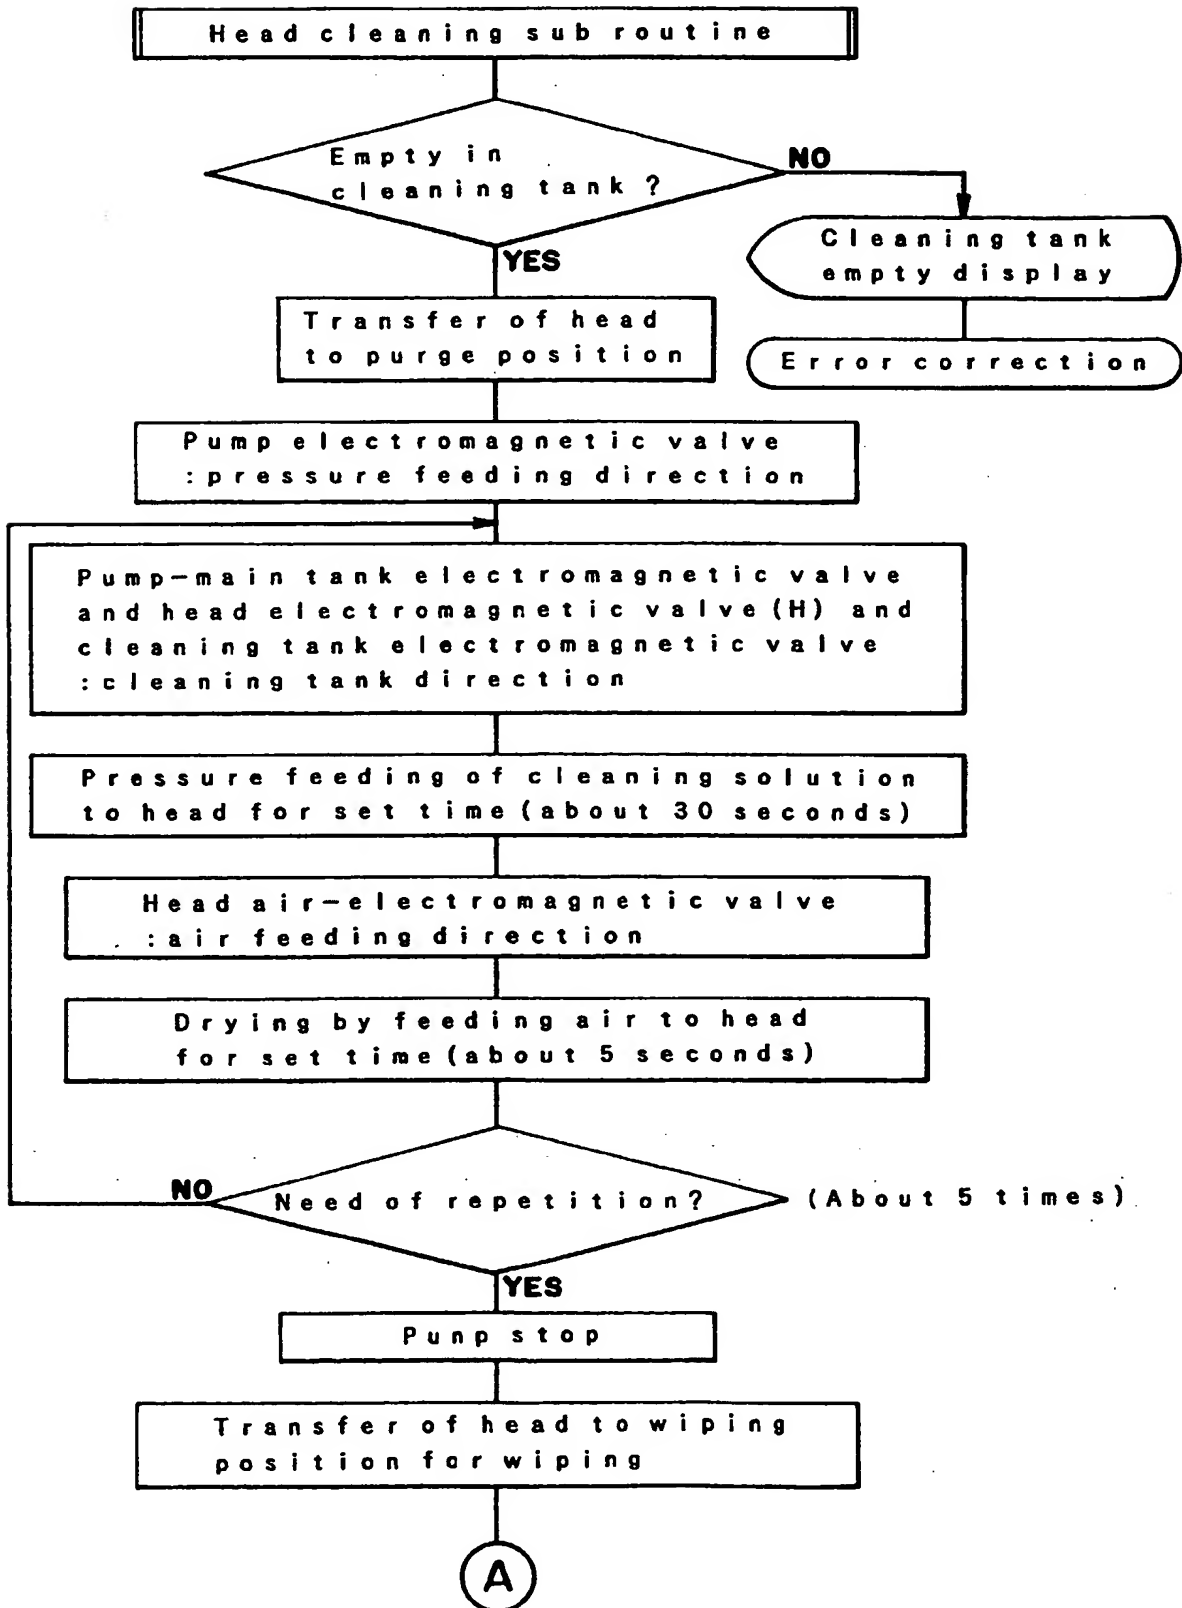 Head cleaning sub routine
Empty in
cleaning tank ?
NO
YES
Cleaning tank
empty display
Error correction
Transfer of head
to purge position
Pump electromagnetic valve
:pressure feeding direction
Pump-main tank electromagnetic valve
and head electromagnetic valve(H) and
cleaning tank electromagnetic valve
:cleaning tank direction
Pressure feeding of cleaning solution
to head for set time(about 30 seconds)
Head air-electromagnetic valve
:air feeding direction
Drying by feeding air to head
for set time(about 5 seconds)
NO
Need of repetition?
(About 5 times)
YES
Punp stop
Transfer of head to wiping
position for wiping
A